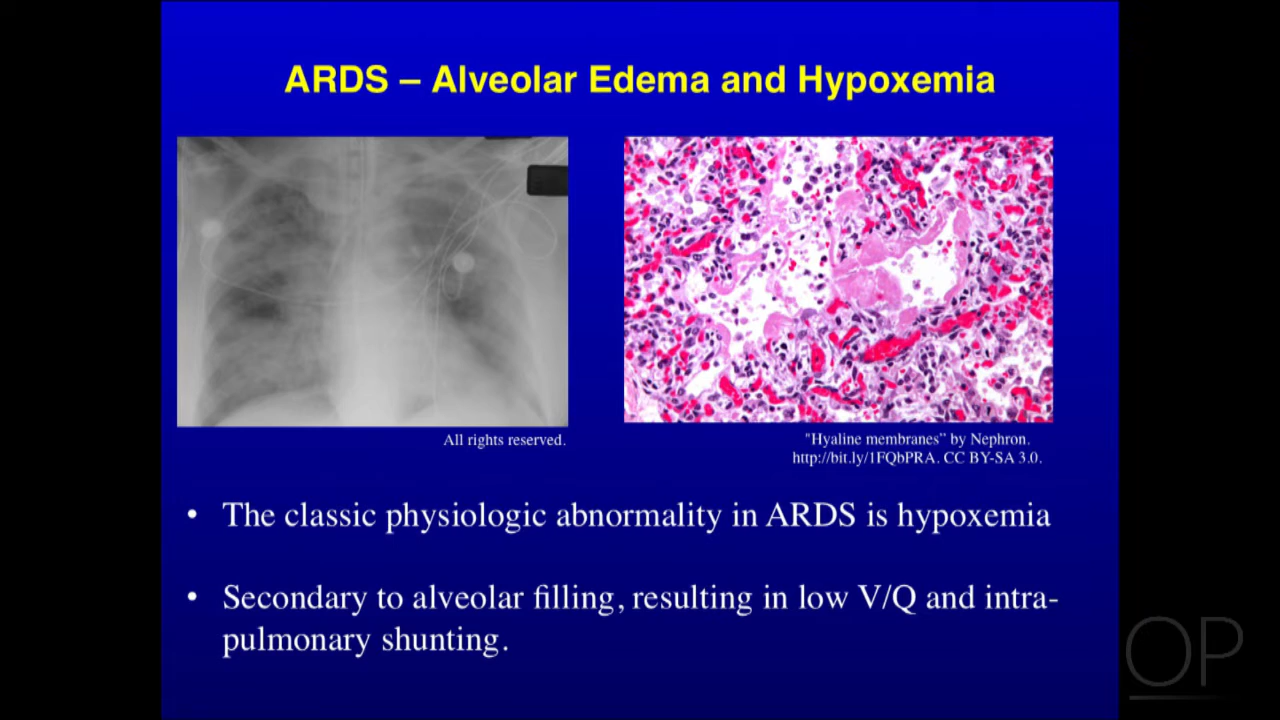 ARDS – Alveolar Edema and Hypoxemia
All rights reserved.
"Hyaline membranes” by Nephron.
http://bit.ly/1FQbPRA. CC BY-SA 3.0.
• The classic physiologic abnormality in ARDS is hypoxemia
• Secondary to alveolar filling, resulting in low V/Q and intra-
pulmonary shunting.
OP